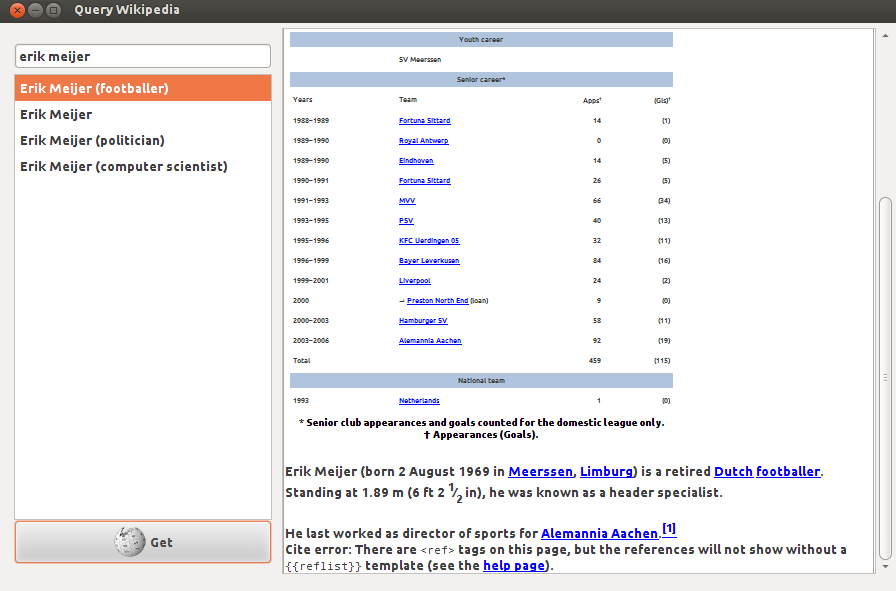 Query Wikipedia
erik meijer
Erik Meijer (footballer)
Erik Meijer
Erik Meijer (politician)
Erik Meijer (computer scientist)
Get
Youth career
SV Meerssen
Senior career*
Years Team Apps† (Gls)†
1988–1989 Fortuna Sittard 14 (1)
1989–1990 Royal Antwerp 0 (0)
1989–1990 Eindhoven 14 (5)
1990–1991 Fortuna Sittard 26 (5)
1991–1993 MVV 66 (34)
1993–1995 PSV 40 (13)
1995–1996 KFC Uerdingen 05 32 (11)
1996–1999 Bayer Leverkusen 84 (16)
1999–2001 Liverpool 24 (2)
2000 → Preston North End (loan) 9 (0)
2000–2003 Hamburger SV 58 (11)
2003–2006 Alemannia Aachen 92 (19)
Total 459 (115)
National team
1993 Netherlands 1 (0)
* Senior club appearances and goals counted for the domestic league only.
† Appearances (Goals).
Erik Meijer (born 2 August 1969 in Meerssen, Limburg) is a retired Dutch footballer.
Standing at 1.89 m (6 ft 2 1⁄2 in), he was known as a header specialist.
He last worked as director of sports for Alemannia Aachen.[1]
Cite error: There are <ref> tags on this page, but the references will not show without a
{{reflist}} template (see the help page).